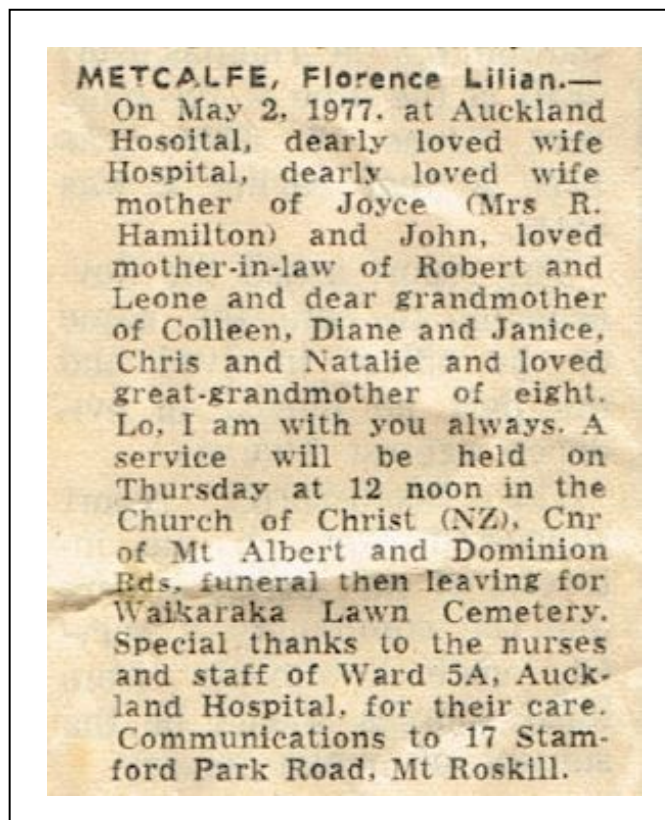 METCALFE, Florence Lilian.—
On May 2, 1977. at Auckland
Hosoital, dearly loved wife
Hospital, dearly loved wife
mother of Joyce (Mrs R.
Hamilton) and John, loved
mother-in-law of Robert and
Leone and dear grandmother
of Colleen, Diane and Janice,
Chris and Natalie and loved
great-grandmother of eight.
Lo, I am with you always. A
service will be held on
Thursday at 12 noon in the
Church of Christ (NZ), Cnr
of Mt Albert and Dominion
Rds, funeral then leaving for
Waikaraka Lawn Cemetery.
Special thanks to the nurses
and staff of Ward 5A, Auck-
land Hospital, for their care.
Communications to 17 Stam-
ford Park Road, Mt Roskill.